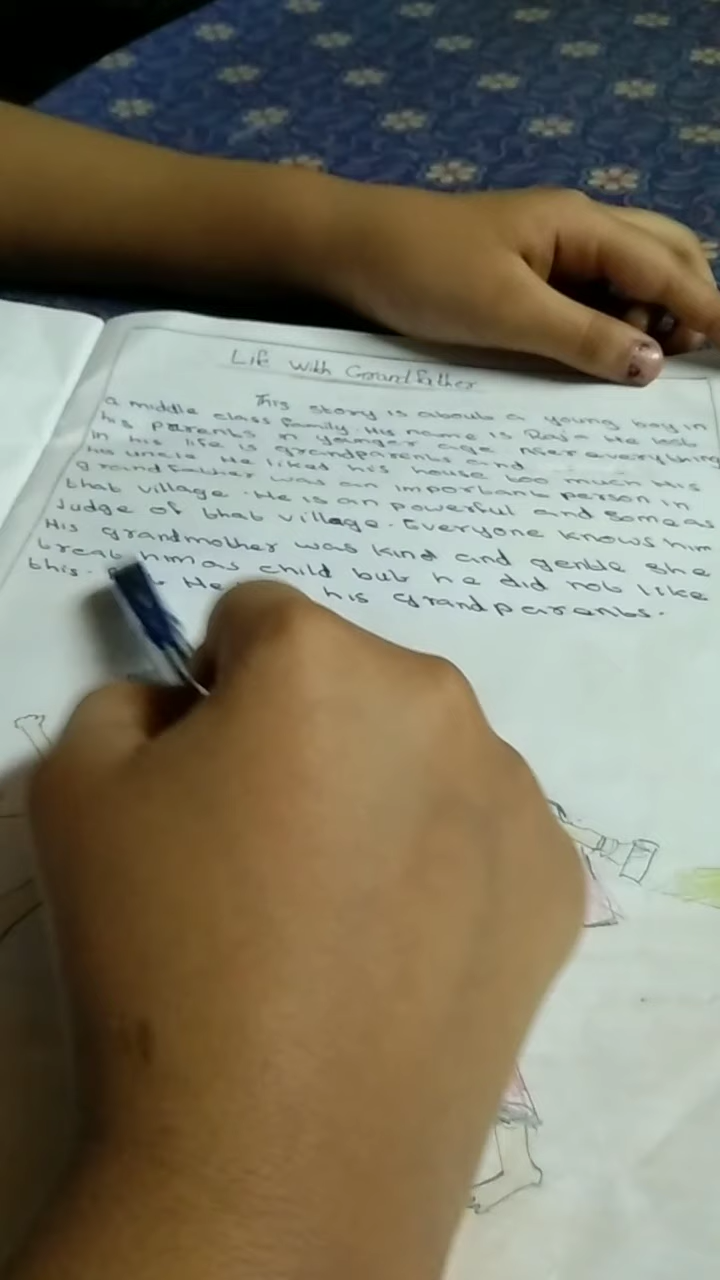 Life with Grandfather
This story is about a young boy in
a middle class family. His name is Raja He lost
his parents in younger age. After everything
in his life is grandparents and
his uncle He liked his house too much His
grandfather was an important person in
that village. He is an powerful and some as
Judge of that village. Everyone knows him
His grandmother was kind and gentle she
treat him as child but he did not like
this. He his grandparents.